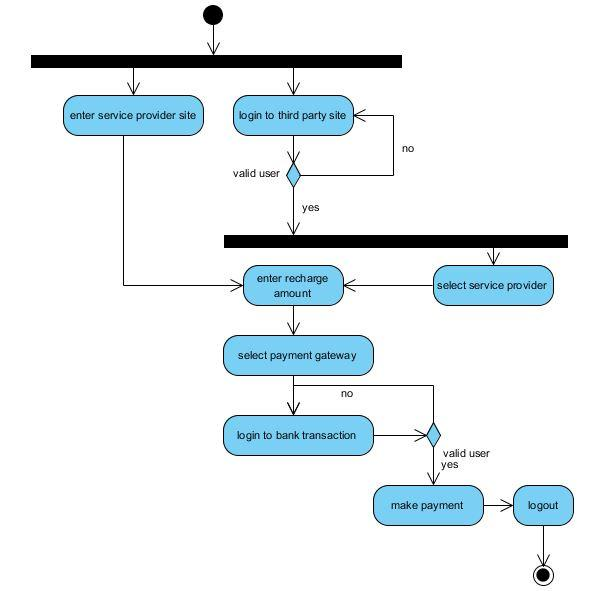 enter service provider site
login to third party site
no
valid user
yes
enter recharge
amount
select service provider
select payment gateway
no
login to bank transaction
valid user
yes
make payment
logout